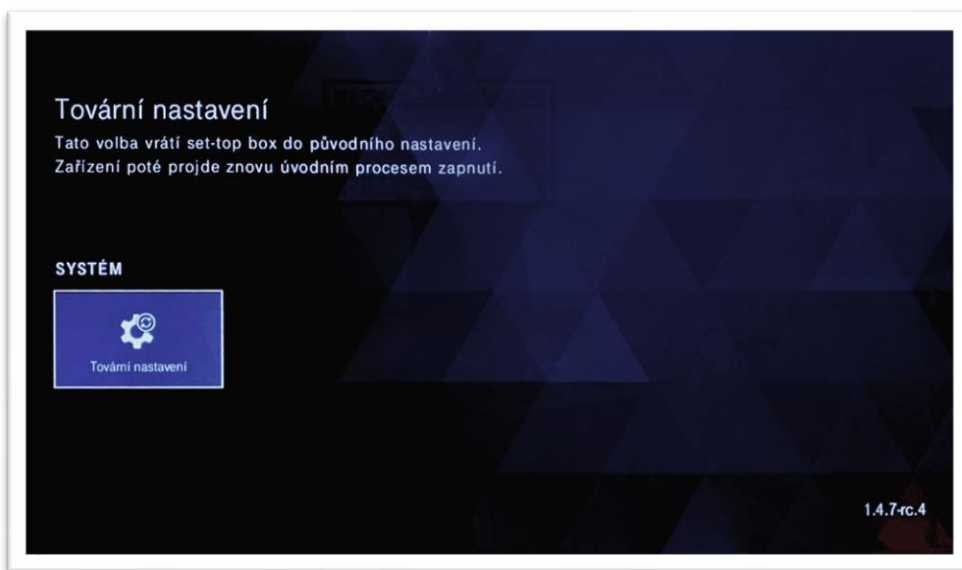 Tovární nastavení
Tato volba vrátí set-top box do původního nastavení.
Zařízení poté projde znovu úvodním procesem zapnutí.
SYSTÉM
Tovární nastavení
1.4.7-rc.4